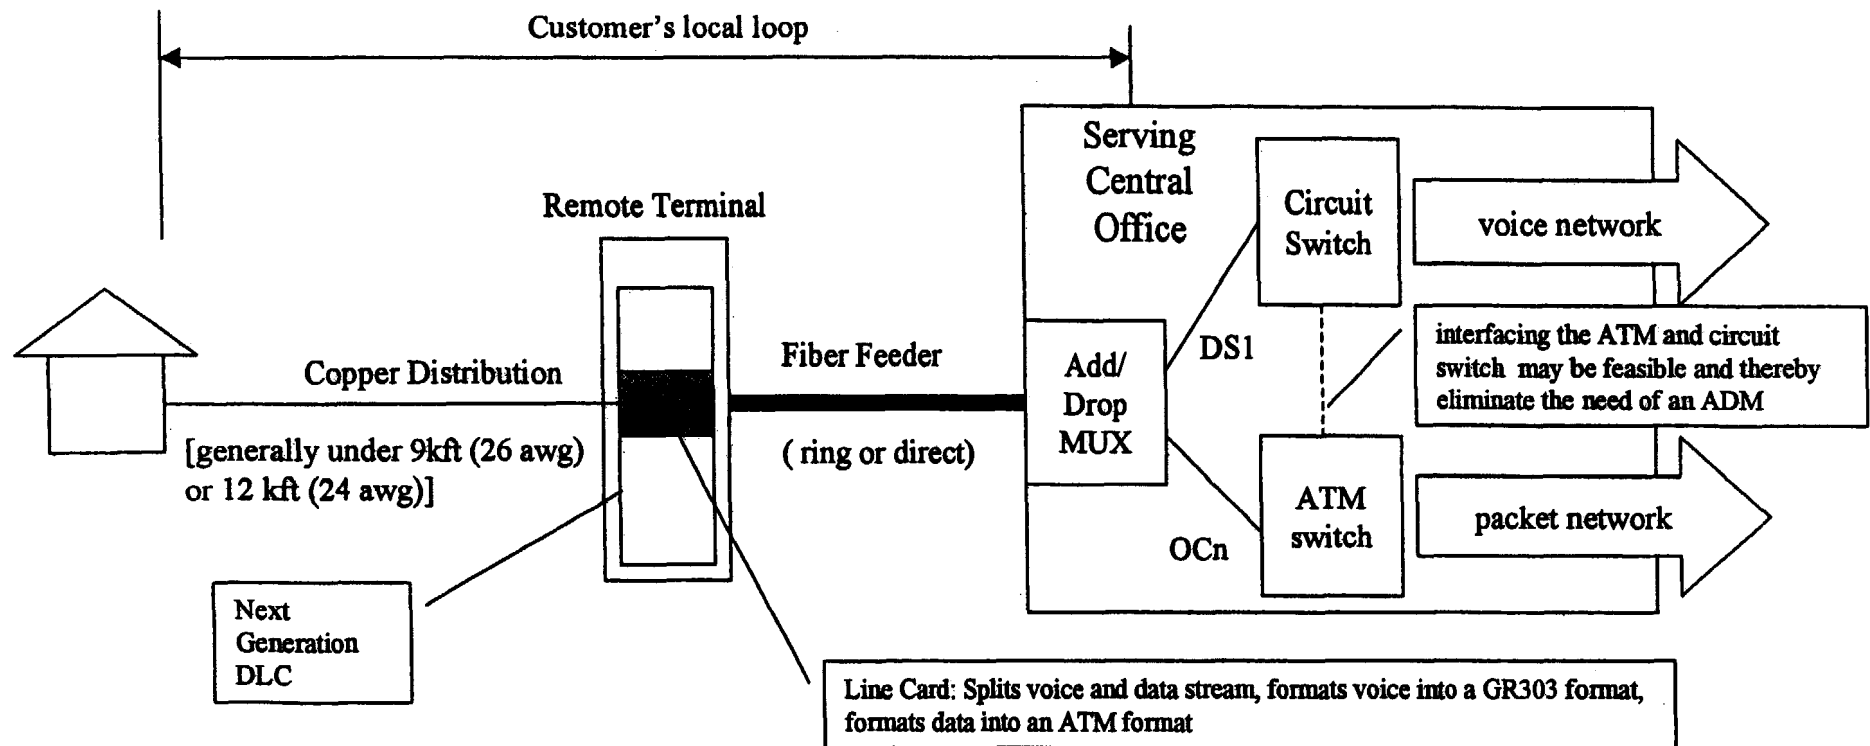 Customer's local loop
Serving
Central
Office
Circuit
Switch
voice network
Remote Terminal
Fiber Feeder
Copper Distribution
Add/
Drop
MUX
DS1
interfacing the ATM and circuit
switch may be feasible and thereby
eliminate the need of an ADM
[generally under 9kft (26 awg)
or 12 kft (24 awg)]
( ring or direct)
ATM
switch
packet network
OCn
Next
Generation
DLC
Line Card: Splits voice and data stream, formats voice into a GR303 format,
formats data into an ATM format